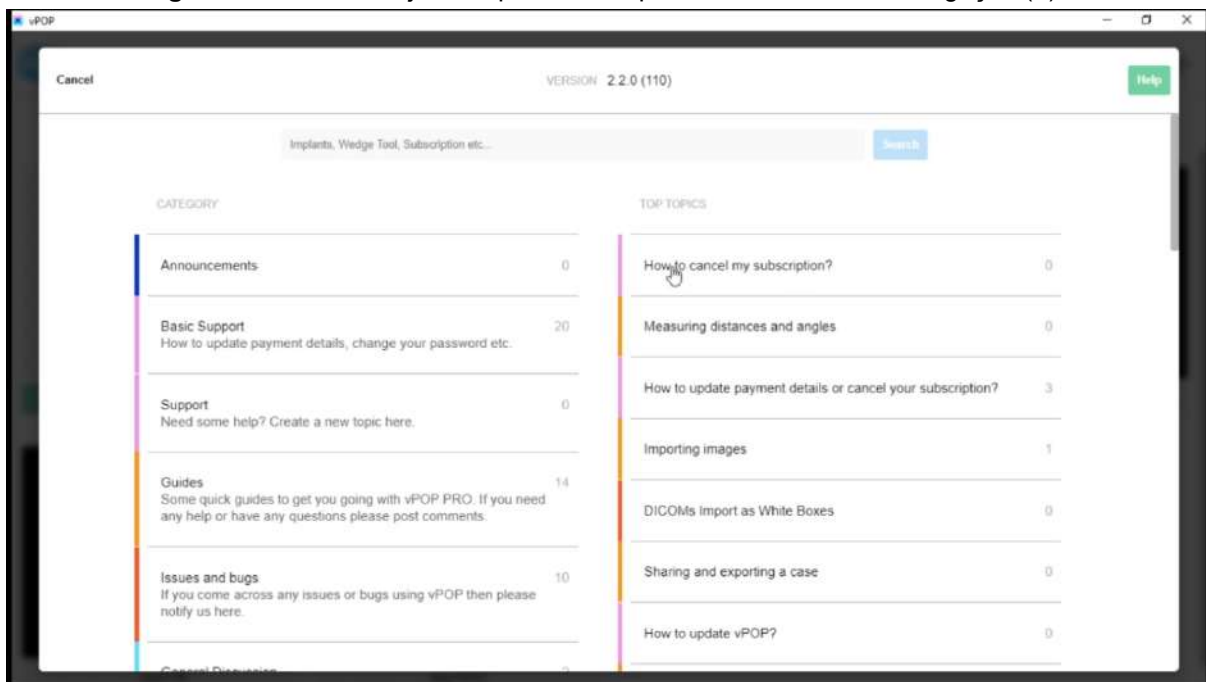 vPOP
Cancel
VERSION 2.2.0 (110)
Help
Implants, Wedge Tool, Subscription etc...
Search
CATEGORY
Announcements 0
Basic Support 20
How to update payment details, change your password etc.
Support 0
Need some help? Create a new topic here.
Guides 14
Some quick guides to get you going with vPOP PRO. If you need
any help or have any questions please post comments.
Issues and bugs 10
If you come across any issues or bugs using vPOP then please
notify us here.
General Discussion
TOP TOPICS
How to cancel my subscription? 0
Measuring distances and angles 0
How to update payment details or cancel your subscription? 3
Importing images 1
DICOMs Import as White Boxes 0
Sharing and exporting a case 0
How to update vPOP? 0